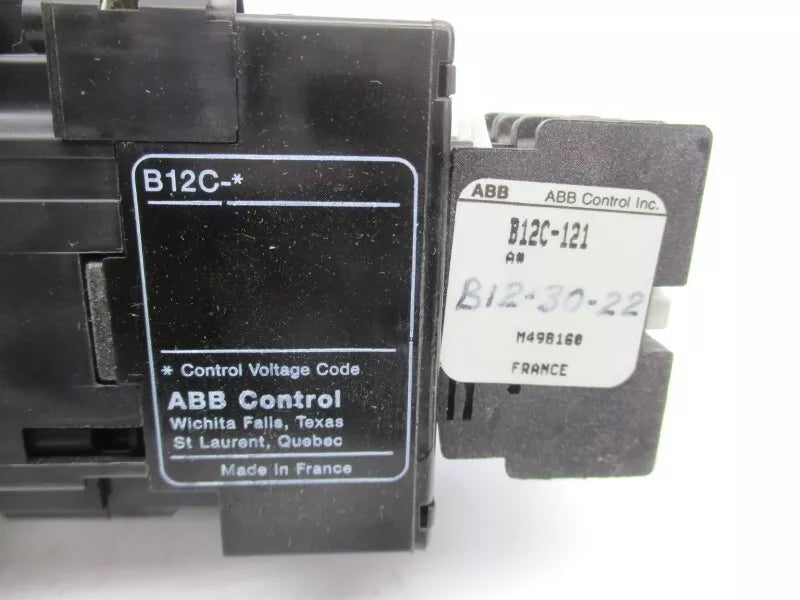 B12C-*
* Control Voltage Code
ABB Control
Wichita Falls, Texas
St Laurent, Quebec
Made in France
ABB ABB Control Inc.
B12C-121
A#
B12-30-22
M498160
FRANCE